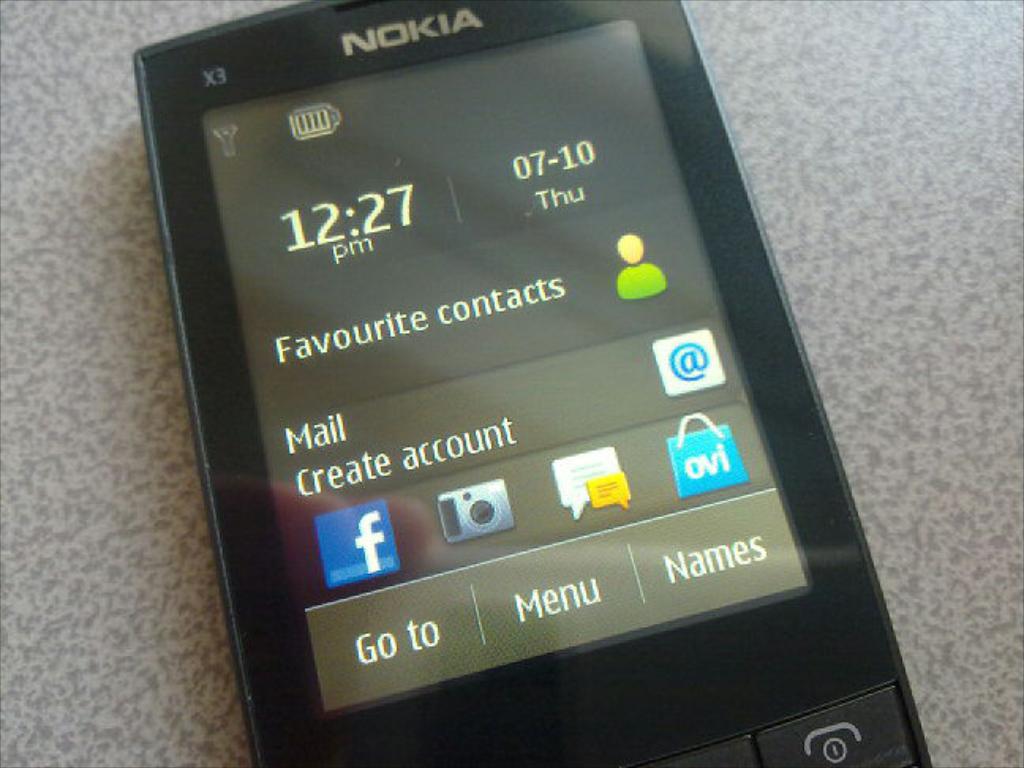 NOKIA
X3
12:27
pm
07-10
Thu
Favourite contacts
Mail
Create account
@
f
ovi
Go to
Menu
Names